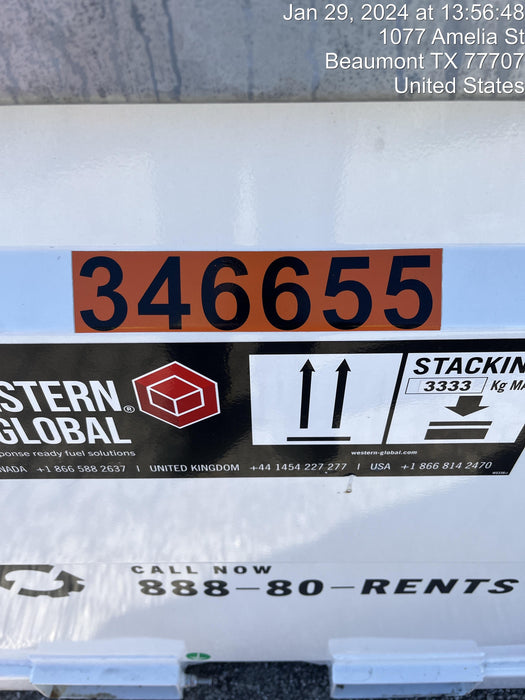 Jan 29, 2024 at 13:56:48
1077 Amelia St
Beaumont TX 77707
United States
346655
STERN®
GLOBAL
ponse ready fuel solutions
NADA +1 866 588 2637 | UNITED KINGDOM +44 1454 227 277 | USA +1 866 814 2470
western-global.com
STACKIN
3333 Kg MA
CALL NOW
888-80-RENTS